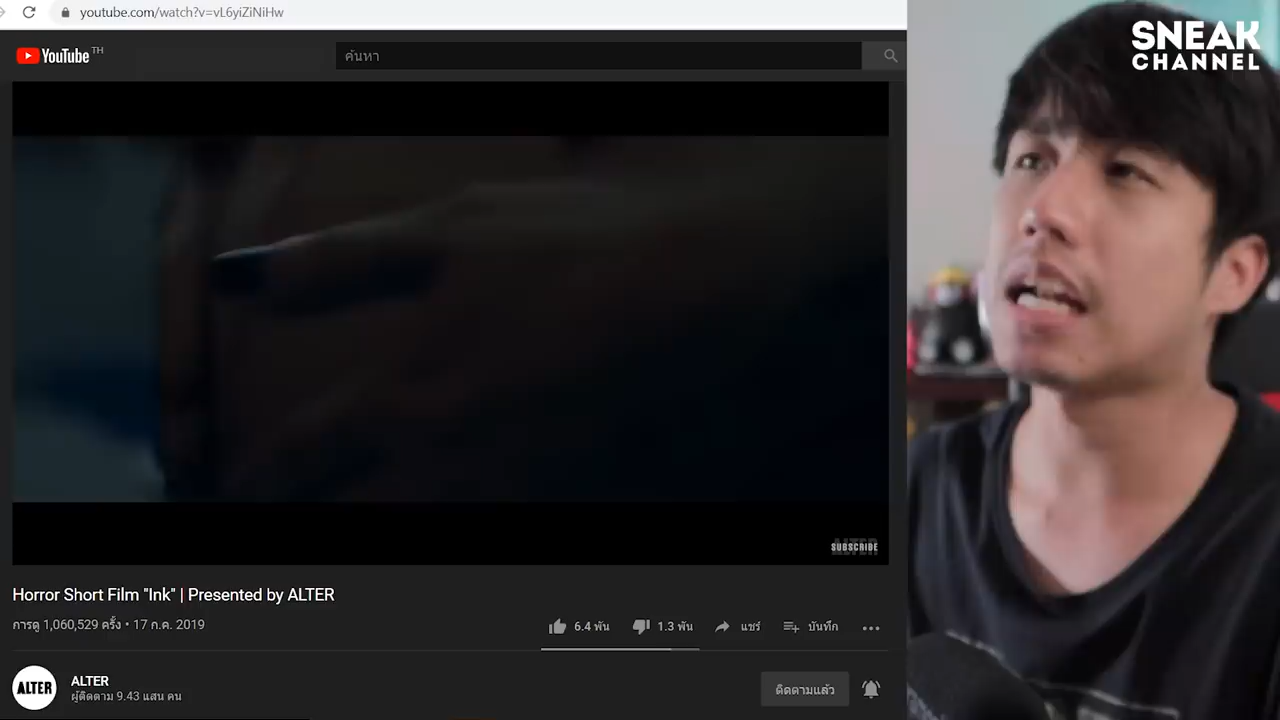 youtube.com/watch?v=vL6yiZiNiHw
YouTube TH
ค้นหา
SNEAK
CHANNEL
SUBSCRIBE
Horror Short Film "Ink" | Presented by ALTER
การดู 1,060,529 ครั้ง • 17 ก.ค. 2019
6.4 พัน
1.3 พัน
แชร์
บันทึก
ALTER
ALTER
ผู้ติดตาม 9.43 แสน คน
ติดตามแล้ว